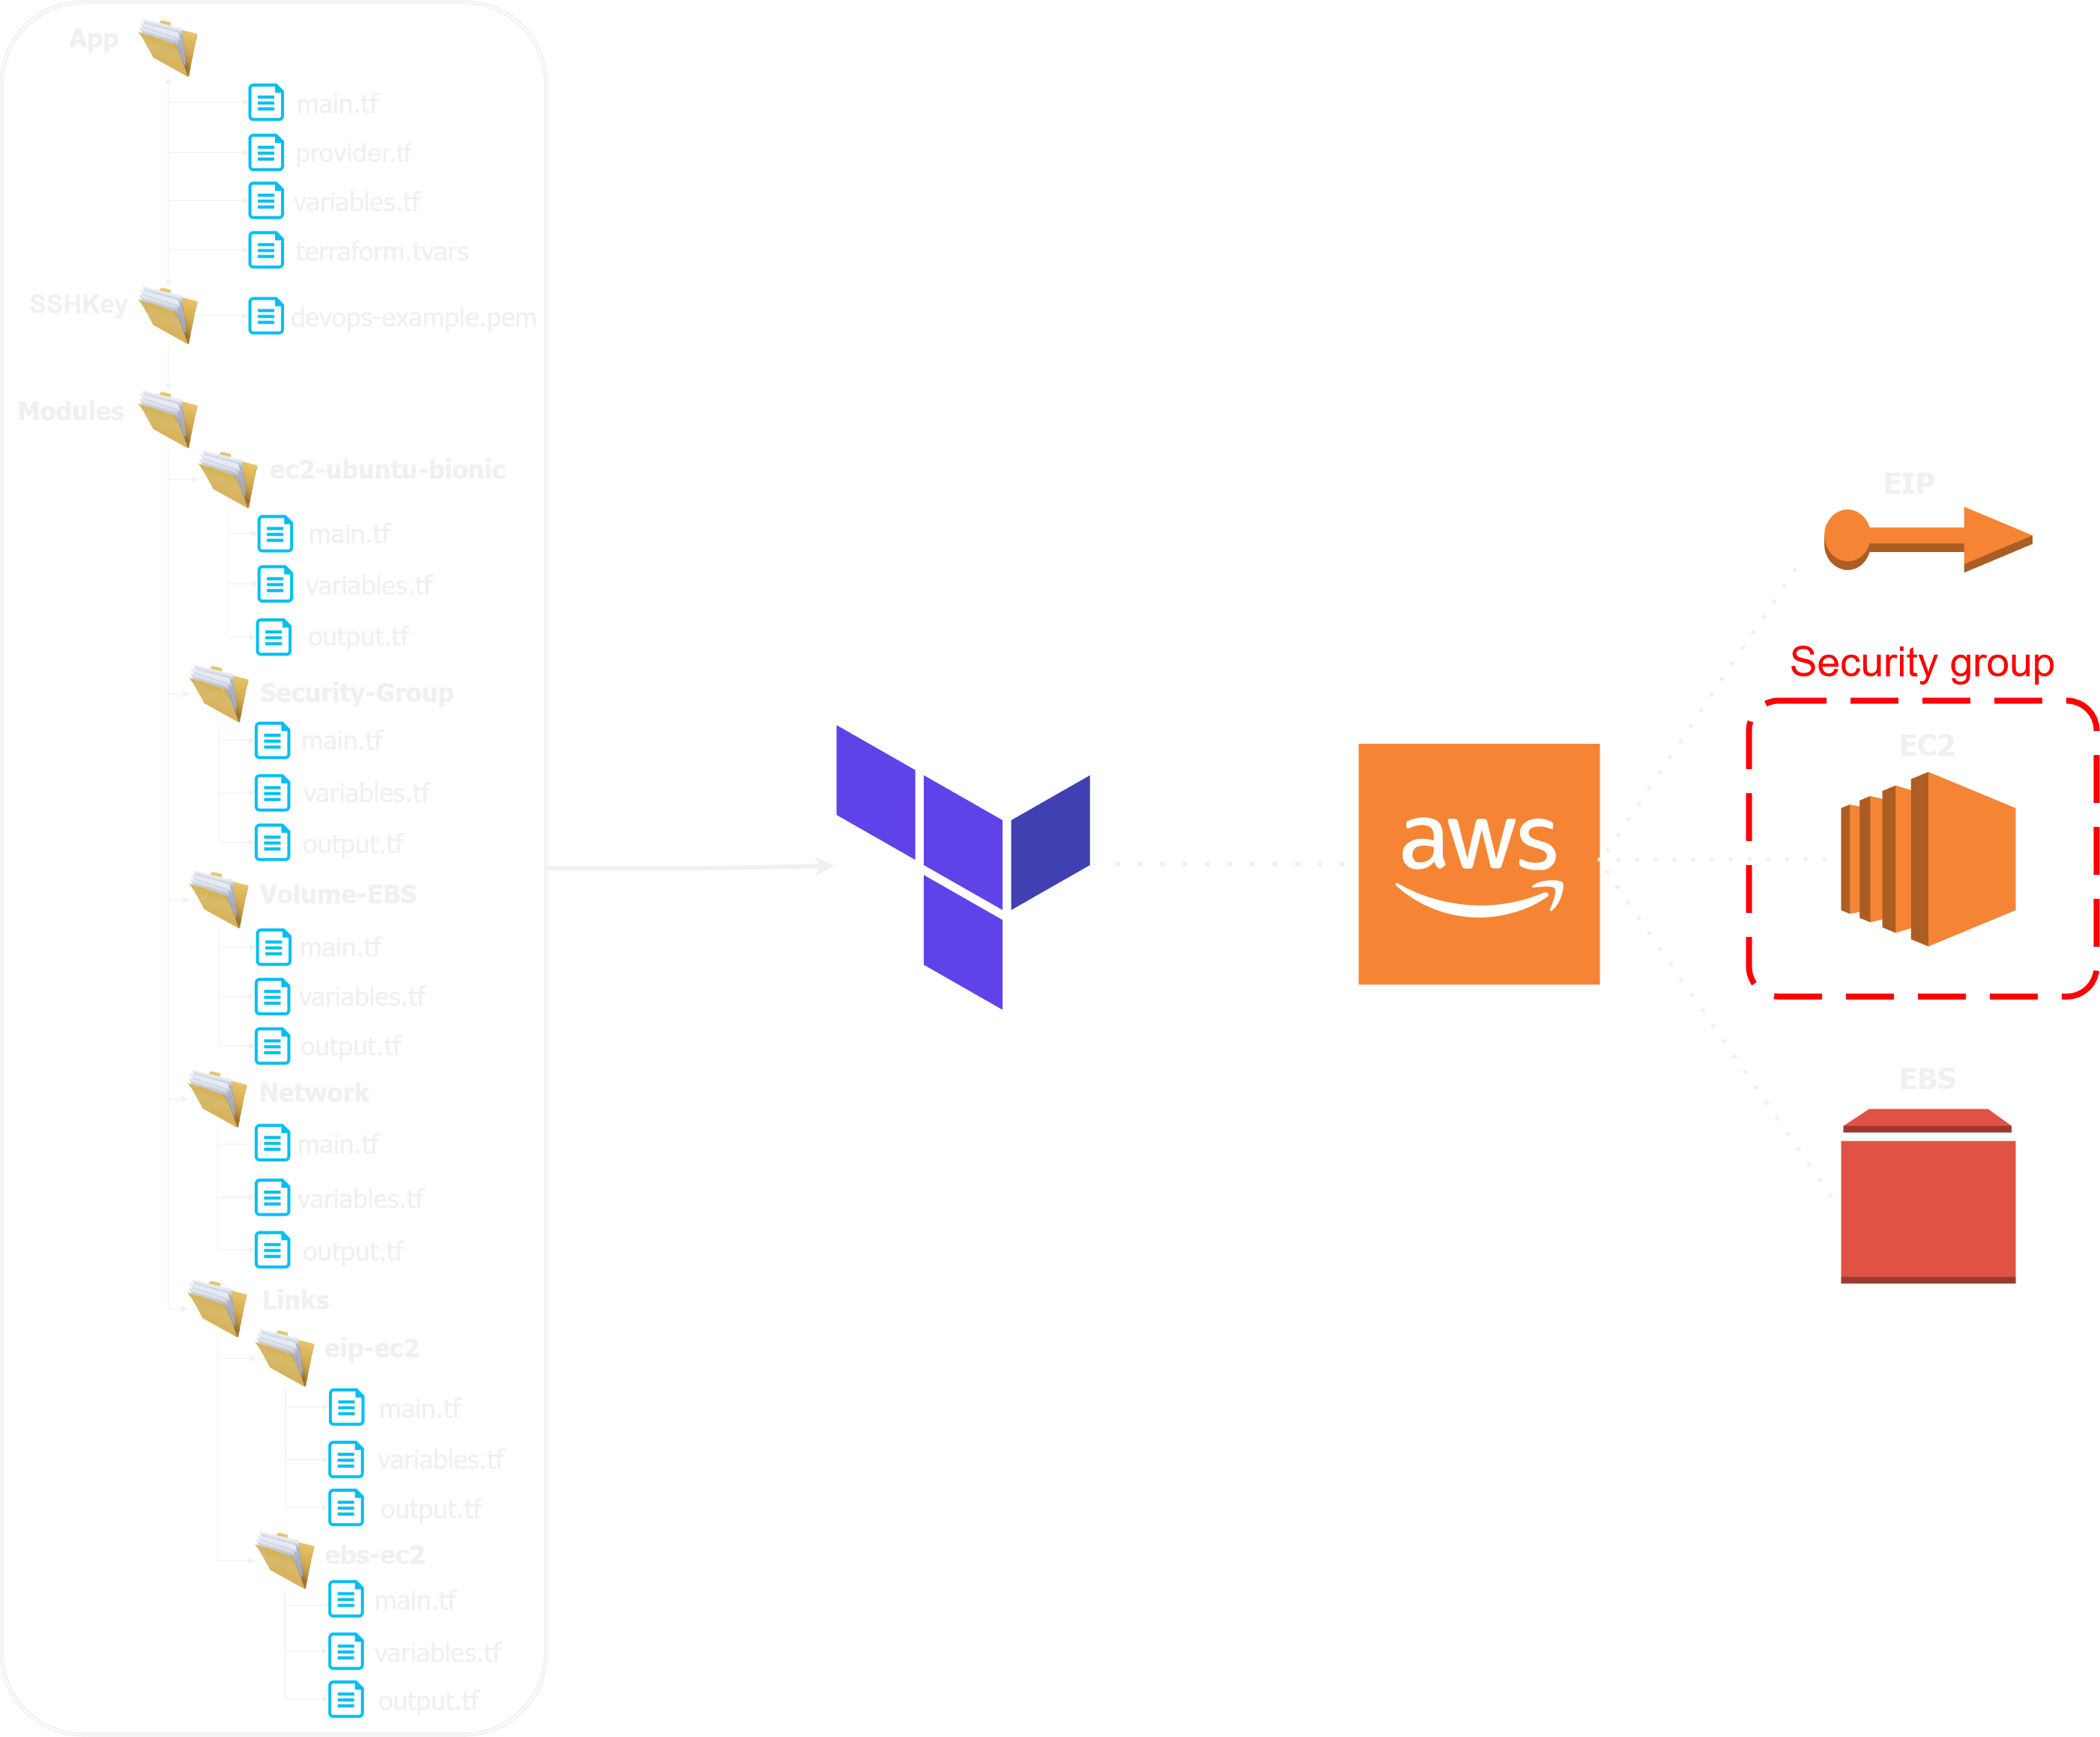 App
main.tf
provider.tf
variables.tf
terraform.tvars
SSHKey
devops-example.pem
Modules
ec2-ubuntu-bionic
main.tf
variables.tf
output.tf
Security-Group
main.tf
variables.tf
output.tf
Volume-EBS
main.tf
variables.tf
output.tf
Network
main.tf
variables.tf
output.tf
Links
eip-ec2
main.tf
variables.tf
output.tf
ebs-ec2
main.tf
variables.tf
output.tf
aws
EIP
Security group
EC2
EBS